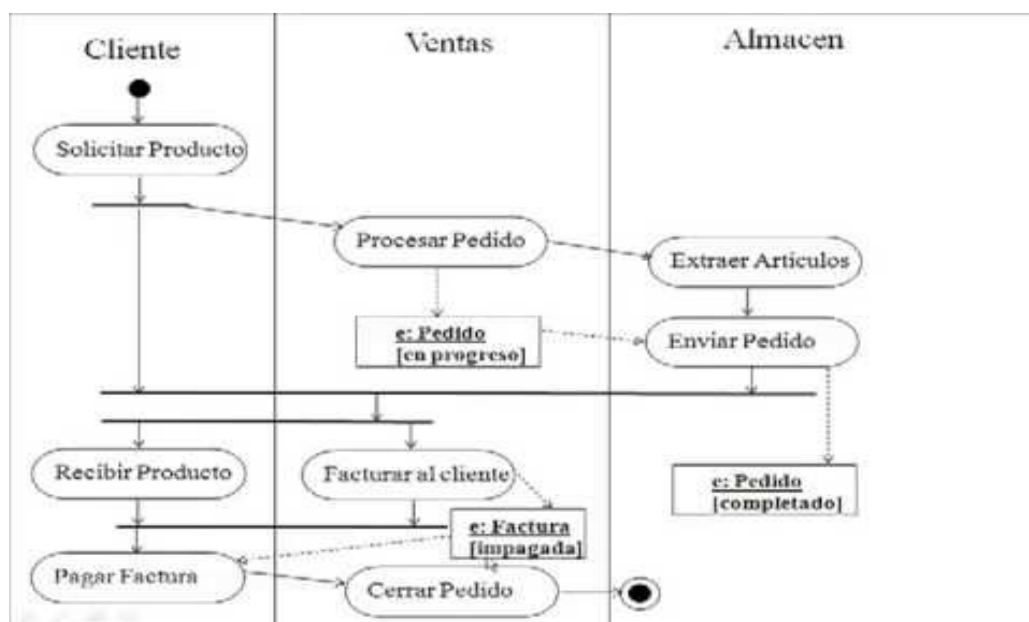 Cliente
Ventas
Almacen
Solicitar Producto
Procesar Pedido
Extraer Artículos
e: Pedido
[en progreso]
Enviar Pedido
Recibir Producto
Facturar al cliente
e: Pedido
[completado]
e: Factura
[impagada]
Pagar Factura
Cerrar Pedido